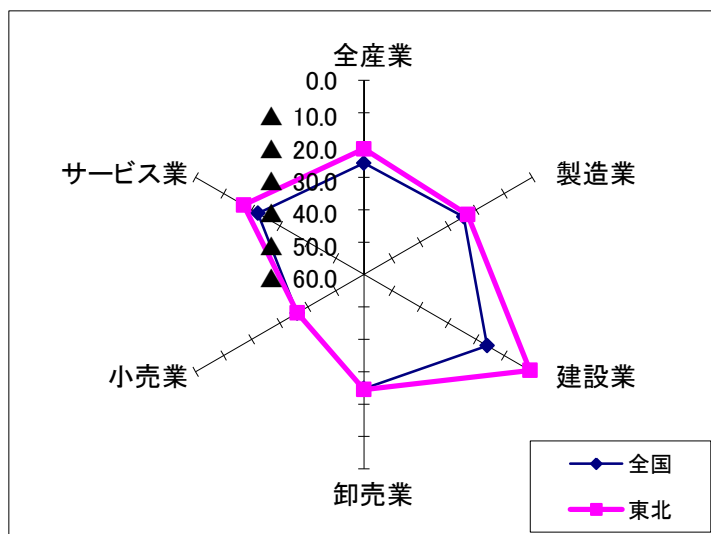 全産業
0.0
▲ 10.0
▲ 20.0
▲ 30.0
▲ 40.0
▲ 50.0
▲ 60.0
サービス業
製造業
小売業
建設業
卸売業
全国
東北